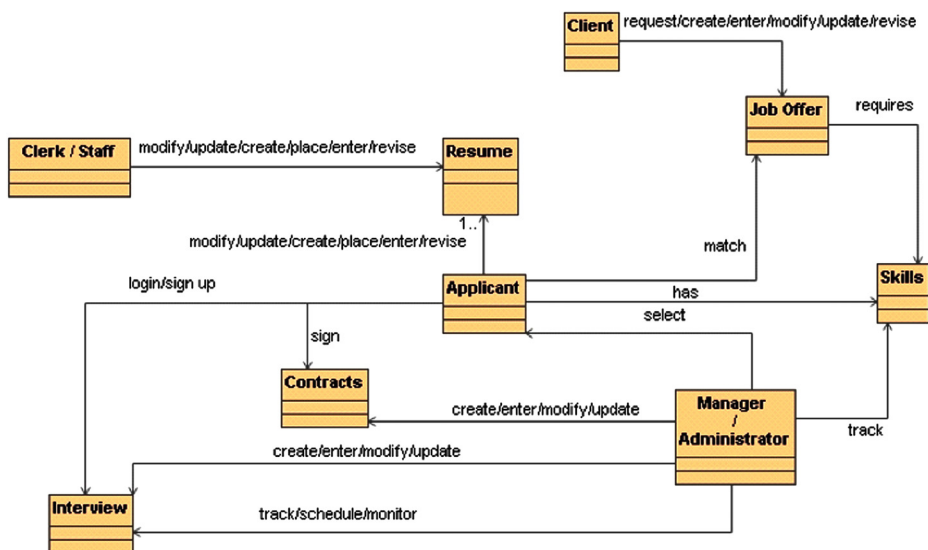 Client
request/create/enter/modify/update/revise
Job Offer
requires
Clerk / Staff
modify/update/create/place/enter/revise
Resume
1..
modify/update/create/place/enter/revise
match
login/sign up
Applicant
has
Skills
select
sign
Contracts
create/enter/modify/update
Manager
/
Administrator
track
create/enter/modify/update
Interview
track/schedule/monitor